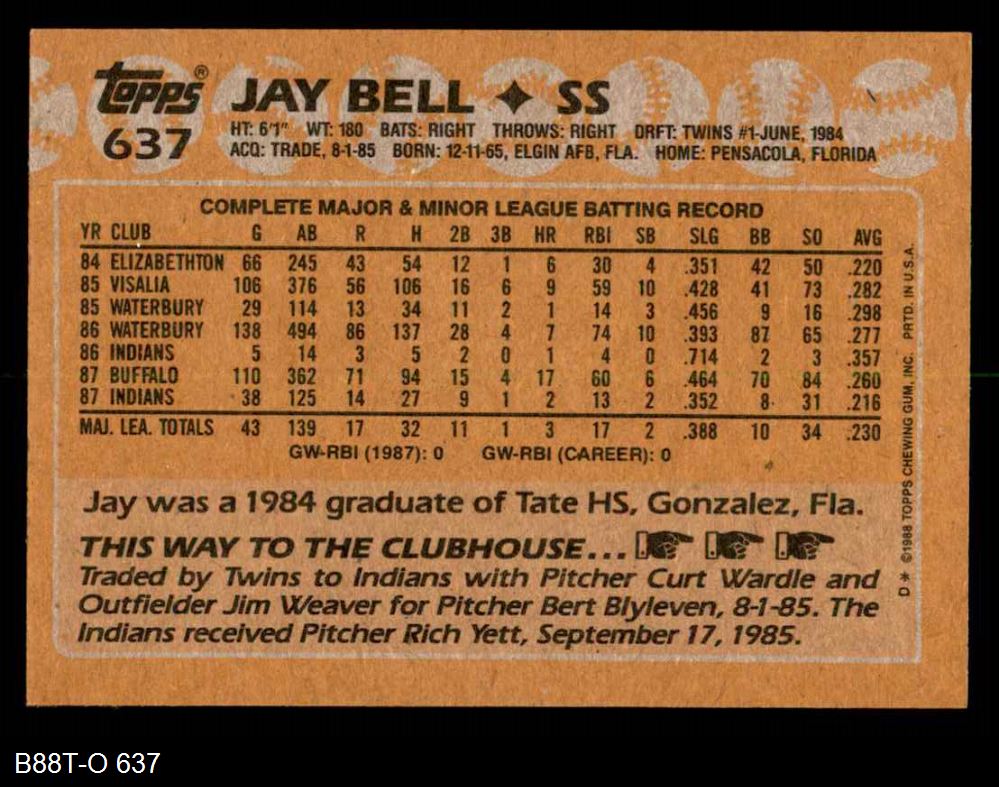 Topps® JAY BELL ✦ SS
637 HT: 6'1" WT: 180 BATS: RIGHT THROWS: RIGHT DRFT: TWINS #1-JUNE, 1984
ACQ: TRADE, 8-1-85 BORN: 12-11-65, ELGIN AFB, FLA. HOME: PENSACOLA, FLORIDA
COMPLETE MAJOR & MINOR LEAGUE BATTING RECORD
YR CLUB G AB R H 2B 3B HR RBI SB SLG BB SO AVG
84 ELIZABETHTON 66 245 43 54 12 1 6 30 4 .351 42 50 .220
85 VISALIA 106 376 56 106 16 6 9 59 10 .428 41 73 .282
85 WATERBURY 29 114 13 34 11 2 1 14 3 .456 9 16 .298
86 WATERBURY 138 494 86 137 28 4 7 74 10 .393 87 65 .277
86 INDIANS 5 14 3 5 2 0 1 4 0 .714 2 3 .357
87 BUFFALO 110 362 71 94 15 4 17 60 6 .464 70 84 .260
87 INDIANS 38 125 14 27 9 1 2 13 2 .352 8 31 .216
MAJ. LEA. TOTALS 43 139 17 32 11 1 3 17 2 .388 10 34 .230
GW-RBI (1987): 0 GW-RBI (CAREER): 0
Jay was a 1984 graduate of Tate HS, Gonzalez, Fla.
THIS WAY TO THE CLUBHOUSE...
Traded by Twins to Indians with Pitcher Curt Wardle and
Outfielder Jim Weaver for Pitcher Bert Blyleven, 8-1-85. The
Indians received Pitcher Rich Yett, September 17, 1985.
D* ©1988 TOPPS CHEWING GUM, INC. PRTD. IN U.S.A.
B88T-O 637